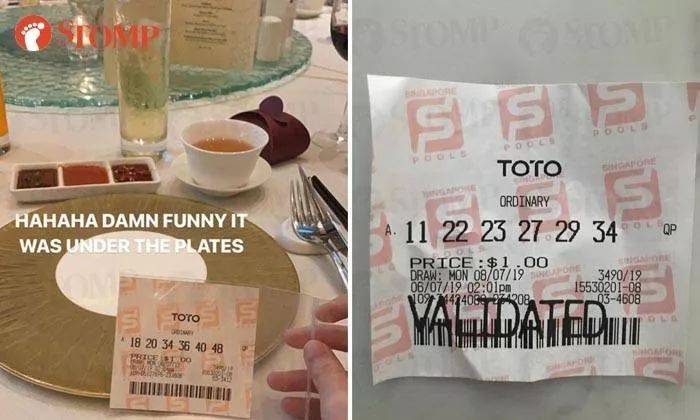 STOMP
HAHAHA DAMN FUNNY IT
WAS UNDER THE PLATES
TOTO
ORDINARY
A 18 20 34 36 40 48 QP
PRICE:$1.00
SINGAPORE
POOLS
TOTO
ORDINARY
A. 11 22 23 27 29 34 QP
PRICE :$1.00
DRAW: MON 08/07/19 3490/19
06/07/19 02:01pm 15530201-08
03-4608
VALIDATED